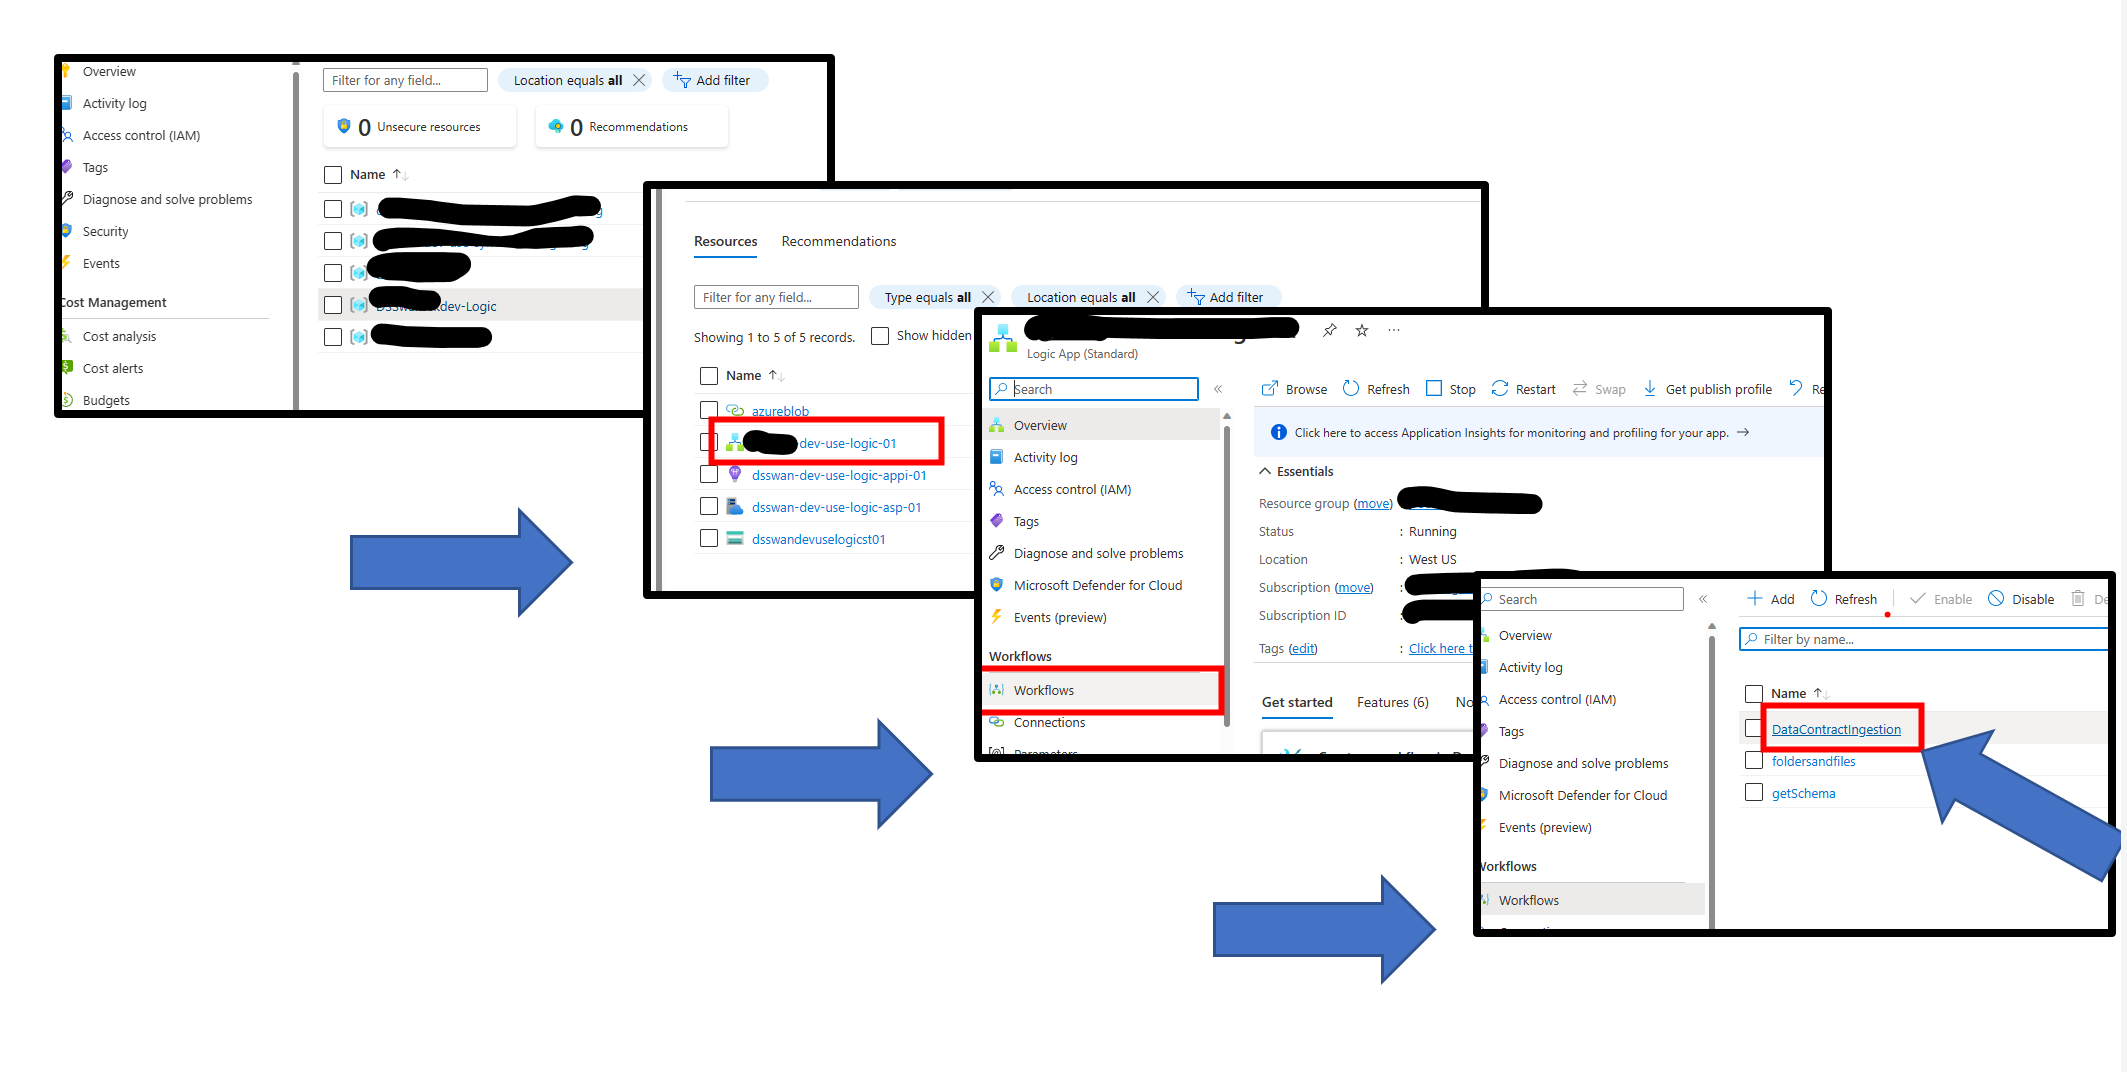 Overview
Activity log
Access control (IAM)
Tags
Diagnose and solve problems
Security
Events
Cost Management
Cost analysis
Cost alerts
Budgets
Filter for any field...
Location equals all
Add filter
0 Unsecure resources
0 Recommendations
Name
kdev-Logic
Resources Recommendations
Filter for any field...
Type equals all
Location equals all
Add filter
Showing 1 to 5 of 5 records.
Show hidden
Name
azureblob
dev-use-logic-01
dsswan-dev-use-logic-appi-01
dsswan-dev-use-logic-asp-01
dsswandevuselogicst01
Logic App (Standard)
Search
Overview
Activity log
Access control (IAM)
Tags
Diagnose and solve problems
Microsoft Defender for Cloud
Events (preview)
Workflows
Workflows
Connections
Parameters
Browse Refresh Stop Restart Swap Get publish profile Re
Click here to access Application Insights for monitoring and profiling for your app.
Essentials
Resource group (move)
Status : Running
Location : West US
Subscription (move) :
Subscription ID
Tags (edit) : Click here t
Get started Features (6) No
Search
Overview
Activity log
Access control (IAM)
Tags
Diagnose and solve problems
Microsoft Defender for Cloud
Events (preview)
Workflows
Workflows
Add Refresh Enable Disable De
Filter by name...
Name
DataContractIngestion
foldersandfiles
getSchema